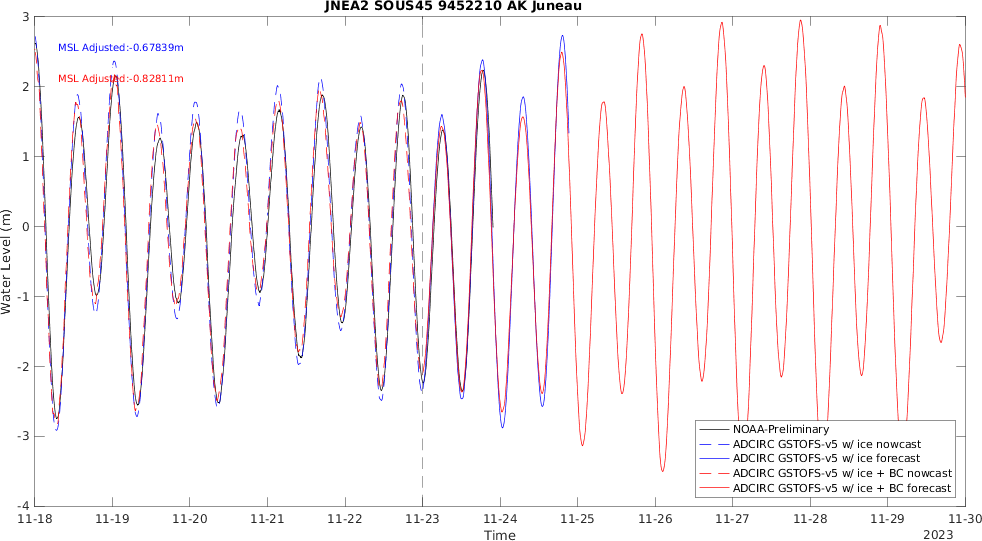 JNEA2 SOUS45 9452210 AK Juneau
3
MSL Adjusted:-0.67839m
MSL Adjusted:-0.82811m
2
1
0
-1
-2
-3
-4
Water Level (m)
NOAA-Preliminary
ADCIRC GSTOFS-v5 w/ ice nowcast
ADCIRC GSTOFS-v5 w/ ice forecast
ADCIRC GSTOFS-v5 w/ ice + BC nowcast
ADCIRC GSTOFS-v5 w/ ice + BC forecast
11-18 11-19 11-20 11-21 11-22 11-23 11-24 11-25 11-26 11-27 11-28 11-29 11-30
Time
2023